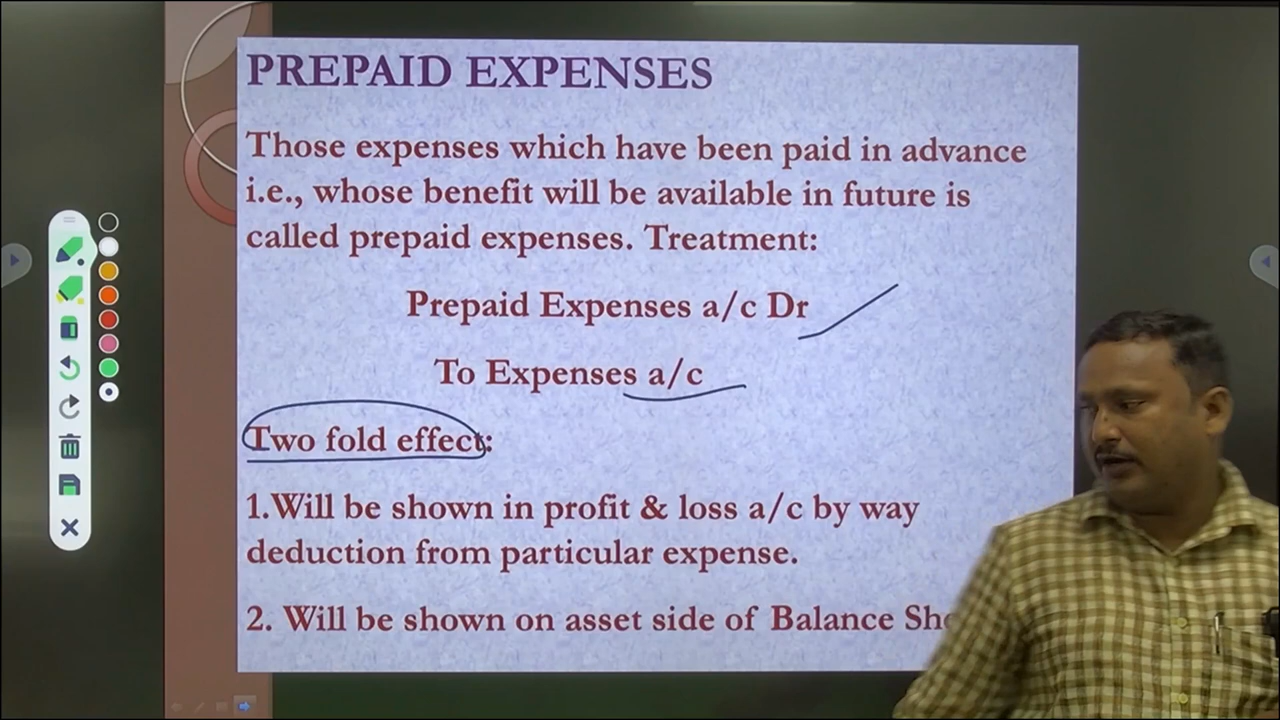 PREPAID EXPENSES
Those expenses which have been paid in advance
i.e., whose benefit will be available in future is
called prepaid expenses. Treatment:
Prepaid Expenses a/c Dr
To Expenses a/c
Two fold effect:
1.Will be shown in profit & loss a/c by way
deduction from particular expense.
2. Will be shown on asset side of Balance